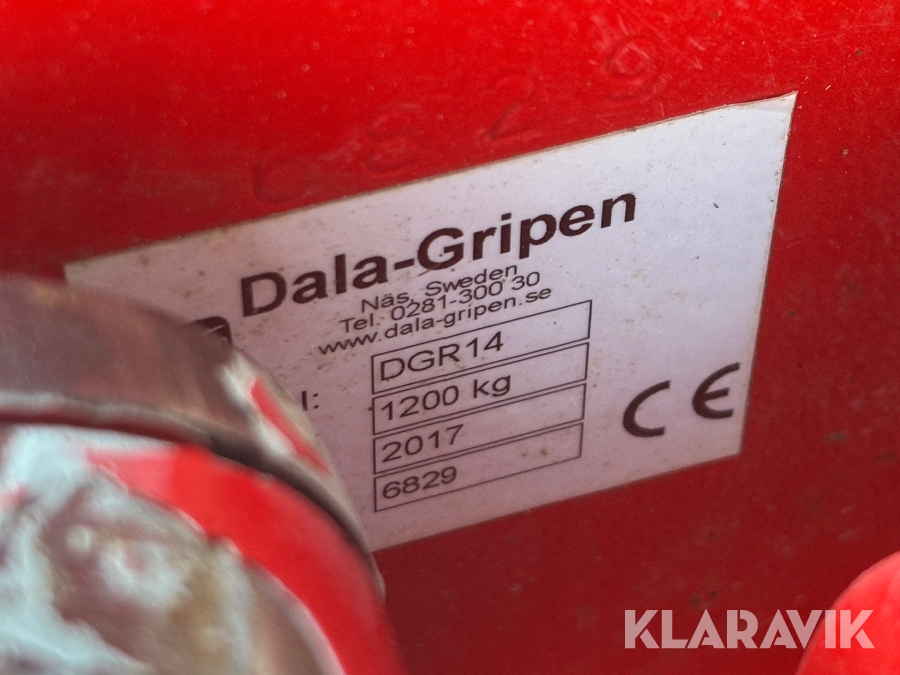 6829
Dala-Gripen
Näs, Sweden
Tel. 0281-300 30
www.dala-gripen.se
l:
DGR14
1200 kg
2017
6829
CE
KLARAVIK